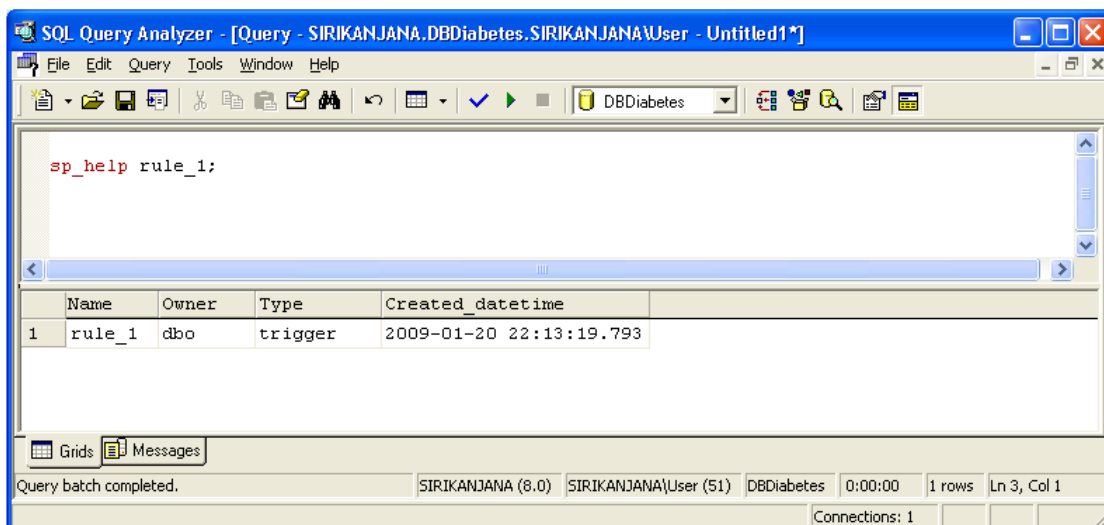 SQL Query Analyzer - [Query - SIRIKANJANA.DBDiabetes.SIRIKANJANA\User - Untitled1*]
File Edit Query Tools Window Help
DBDiabetes
sp_help rule_1;
Name Owner Type Created_datetime
1 rule_1 dbo trigger 2009-01-20 22:13:19.793
Grids Messages
Query batch completed. SIRIKANJANA (8.0) SIRIKANJANA\User (51) DBDiabetes 0:00:00 1 rows Ln 3, Col 1
Connections: 1